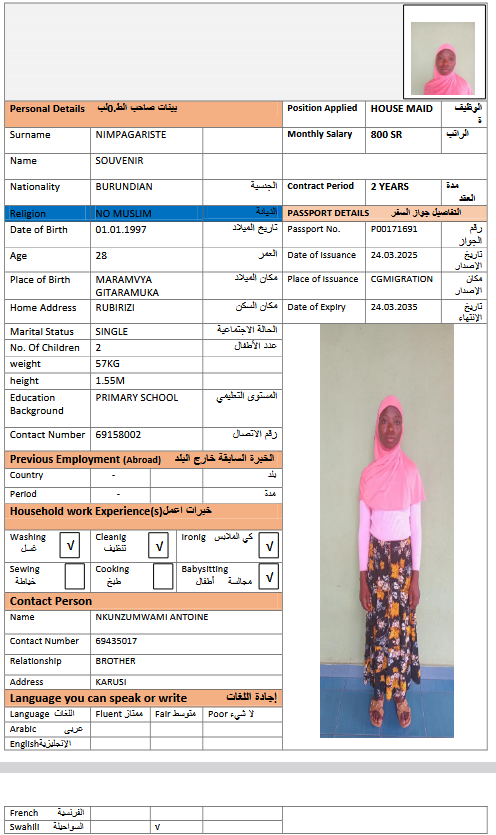 Personal Details بيينات صاحب الظ.0لب
Position Applied HOUSE MAID الوظيف
ة
Surname NIMPAGARISTE
Monthly Salary 800 SR الراتب
Name SOUVENIR
Nationality BURUNDIAN الجنسية
Contract Period 2 YEARS مدة
العقد
Religion NO MUSLIM الديانة
PASSPORT DETAILS التفاصيل جواز السفر
Date of Birth 01.01.1997 تاريخ الميلاد
Passport No. P00171691 رقم
الجواز
Age 28 العمر
Date of Issuance 24.03.2025 تاريخ
الإصدار
Place of Birth MARAMVYA
GITARAMUKA مكان الميلاد
Place of Issuance CGMIGRATION مكان
الإصدار
Home Address RUBIRIZI مكان السكن
Date of Expiry 24.03.2035 تاريخ
الإنتهاء
Marital Status SINGLE الحالة الاجتماعية
No. Of Children 2 عدد الأطفال
weight 57KG
height 1.55M
Education
Background PRIMARY SCHOOL المستوى التعليمي
Contact Number 69158002 رقم الاتصال
Previous Employment (Abroad) الخبرة السابقة خارج البلد
Country - بلد
Period - مدة
Household work Experience(s)خبرات اعمل
Washing غسل √
Cleanig تنظيف √
Ironig كي الملابس √
Sewing خياطة
Cooking طبخ
Babysitting مجالسة أطفال √
Contact Person
Name NKUNZUMWAMI ANTOINE
Contact Number 69435017
Relationship BROTHER
Address KARUSI
Language you can speak or write إجادة اللغات
Language اللغات Fluent ممتاز Fair متوسط Poor لا شيء
Arabic عربى
Englishالإنجليزية
French الفرنسية
Swahili السواحيلة √